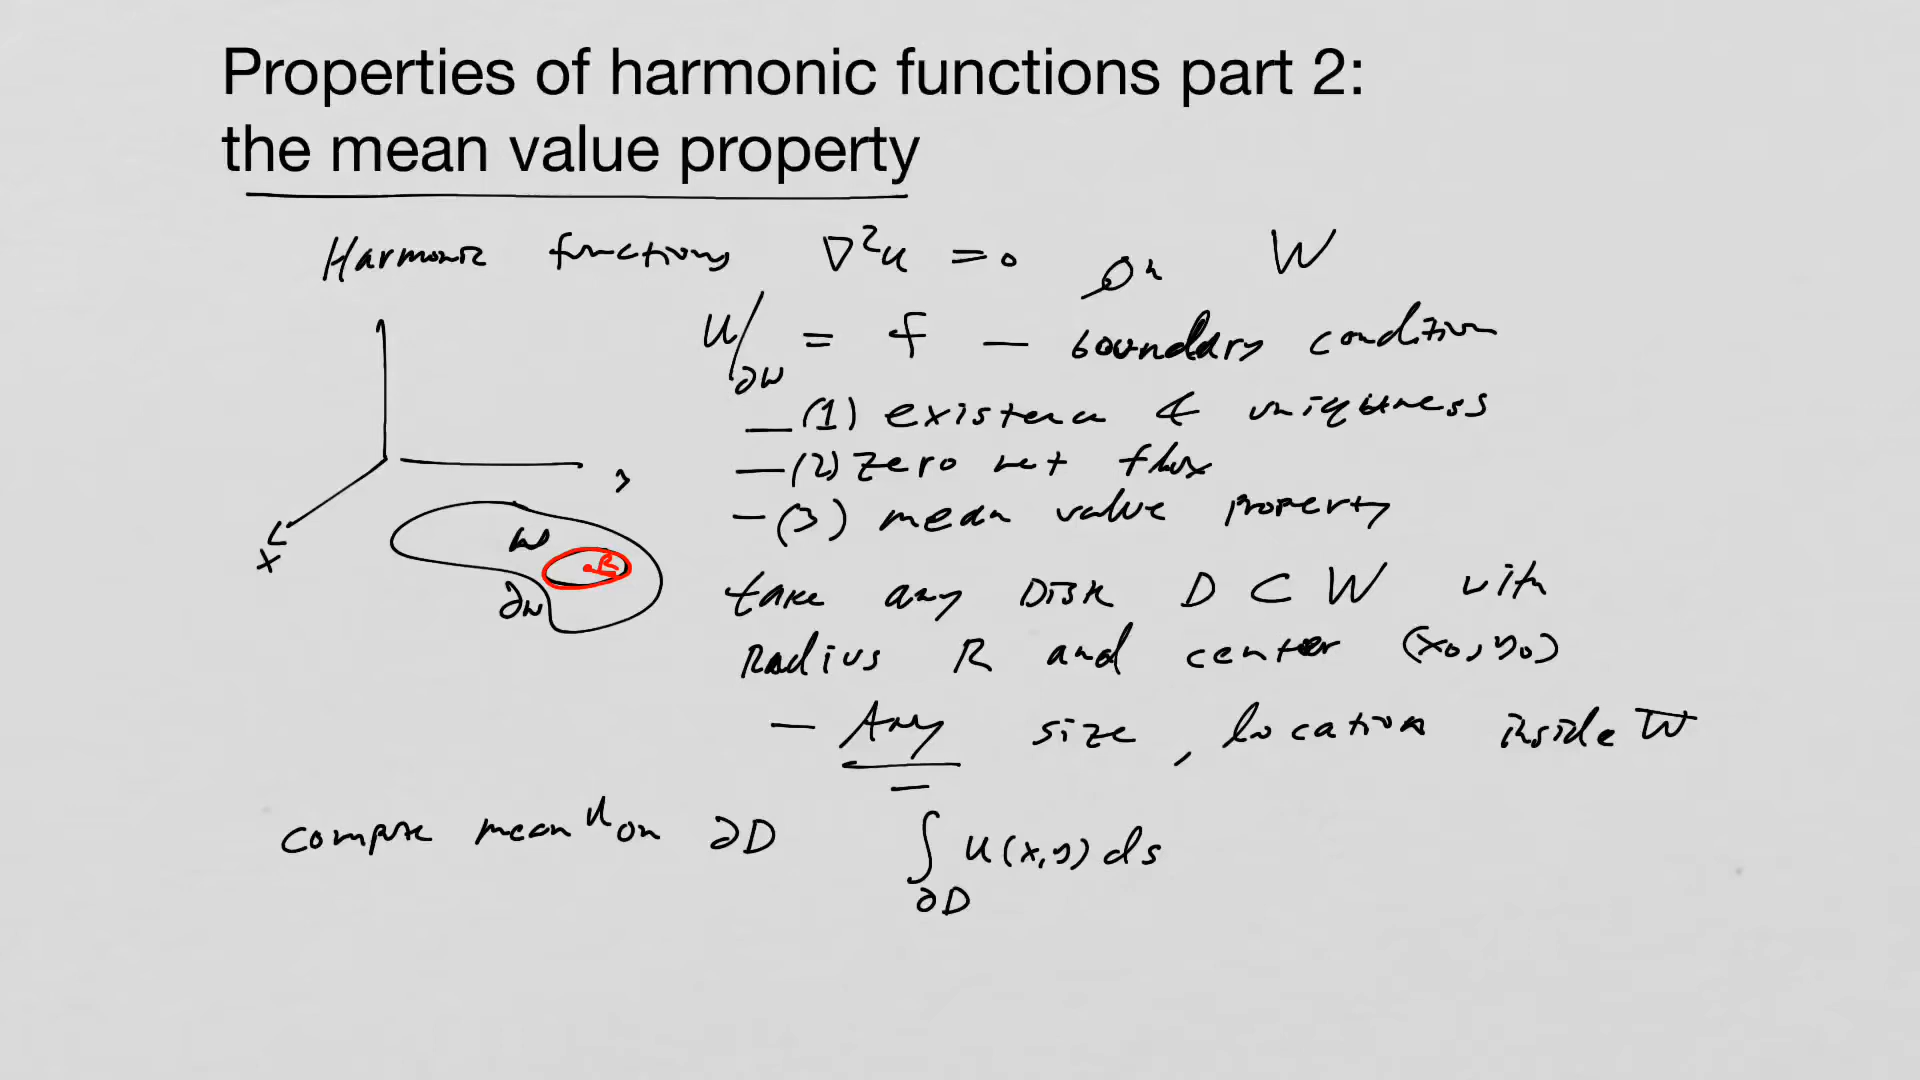 Properties of harmonic functions part 2:
the mean value property
Harmonic functions ∇²u = 0 on W
u/∂W = f — boundary condition
— (1) existence & uniqueness
— (2) zero net flux
— (3) mean value property
y
x
W
R
∂W
take any Disk D ⊂ W with
Radius R and center (x₀, y₀)
— Any size, location inside W
compute mean u on ∂D ∫∂D u(x,y) ds